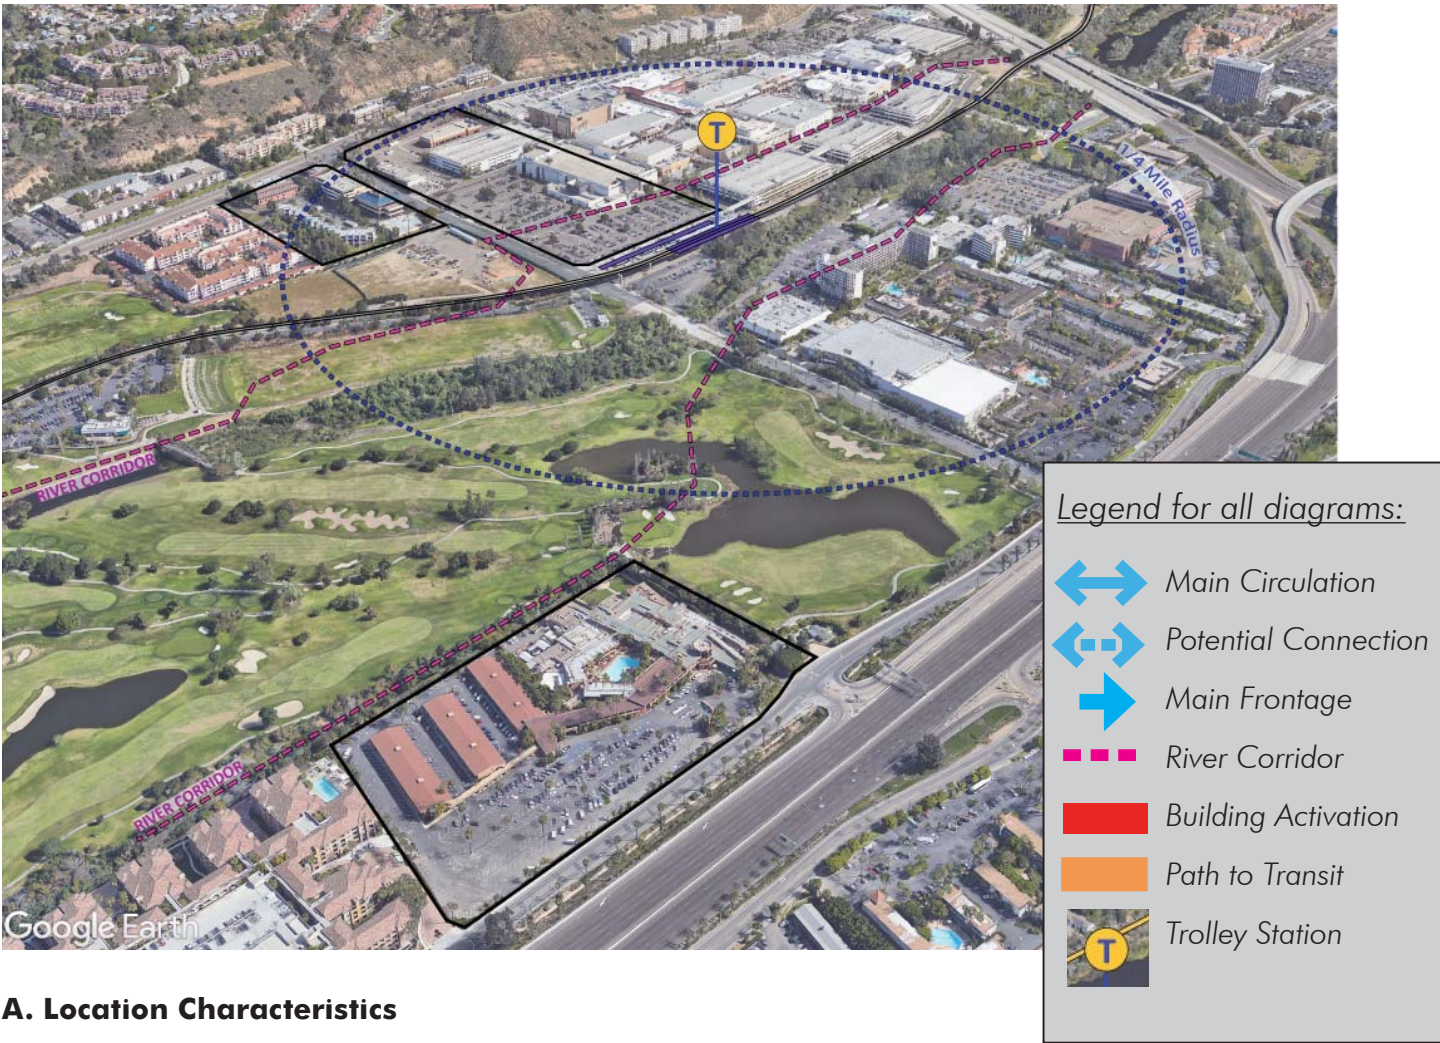 T
1/4 Mile Radius
RIVER CORRIDOR
RIVER CORRIDOR
Google Earth
Legend for all diagrams:
Main Circulation
Potential Connection
Main Frontage
River Corridor
Building Activation
Path to Transit
T
Trolley Station
A. Location Characteristics